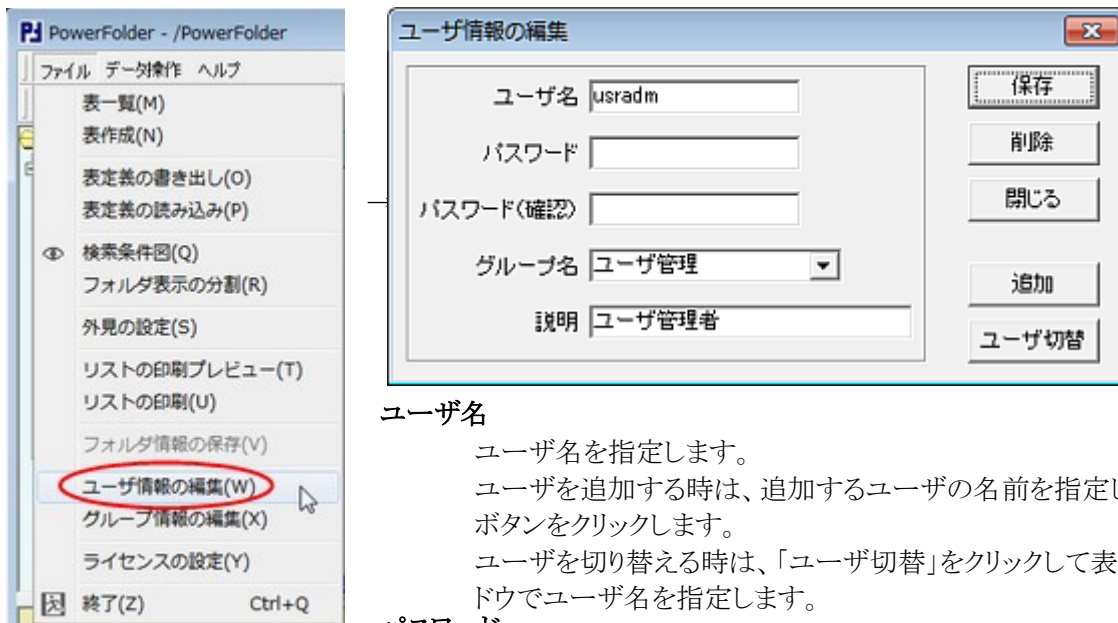 PowerFolder - /PowerFolder
ファイル データ操作 ヘルプ
表一覧(M)
表作成(N)
表定義の書き出し(O)
表定義の読み込み(P)
検索条件図(Q)
フォルダ表示の分割(R)
外見の設定(S)
リストの印刷プレビュー(T)
リストの印刷(U)
フォルダ情報の保存(V)
ユーザ情報の編集(W)
グループ情報の編集(X)
ライセンスの設定(Y)
終了(Z) Ctrl+Q
ユーザ情報の編集
ユーザ名 usradm
パスワード
パスワード(確認)
グループ名 ユーザ管理
説明 ユーザ管理者
保存
削除
閉じる
追加
ユーザ切替
ユーザ名
ユーザ名を指定します。
ユーザを追加する時は、追加するユーザの名前を指定し
ボタンをクリックします。
ユーザを切り替える時は、「ユーザ切替」をクリックして表
ドウでユーザ名を指定します。
パスワード